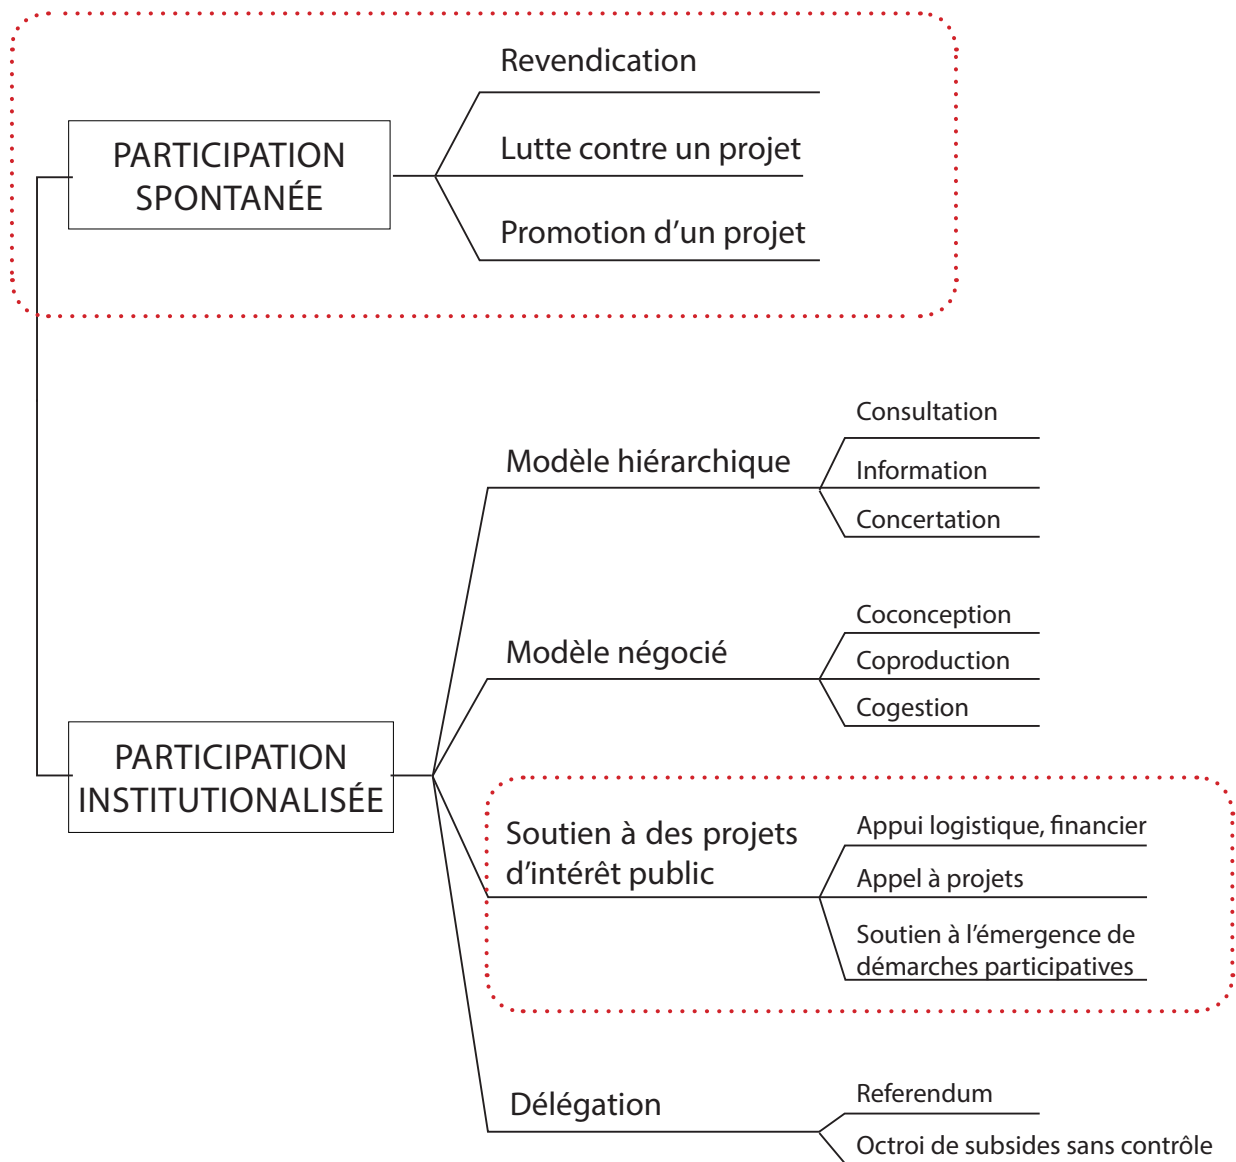 Revendication
PARTICIPATION
SPONTANÉE
Lutte contre un projet
Promotion d'un projet
Modèle hiérarchique
Consultation
Information
Concertation
Modèle négocié
Coconception
Coproduction
Cogestion
PARTICIPATION
INSTITUTIONALISÉE
Soutien à des projets
d'intérêt public
Appui logistique, financier
Appel à projets
Soutien à l'émergence de
démarches participatives
Délégation
Referendum
Octroi de subsides sans contrôle